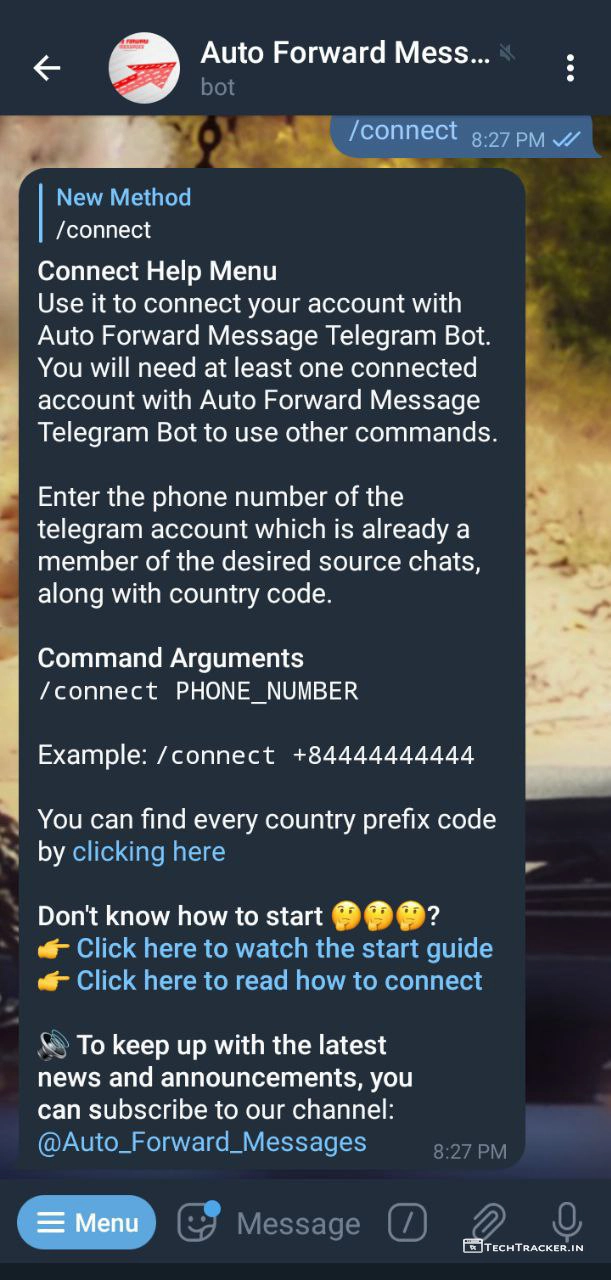 Auto Forward Mess...
bot
/connect 8:27 PM
New Method
/connect
Connect Help Menu
Use it to connect your account with
Auto Forward Message Telegram Bot.
You will need at least one connected
account with Auto Forward Message
Telegram Bot to use other commands.
Enter the phone number of the
telegram account which is already a
member of the desired source chats,
along with country code.
Command Arguments
/connect PHONE_NUMBER
Example: /connect +84444444444
You can find every country prefix code
by clicking here
Don't know how to start 🤔🤔🤔?
👉 Click here to watch the start guide
👉 Click here to read how to connect
🔊 To keep up with the latest
news and announcements, you
can subscribe to our channel:
@Auto_Forward_Messages 8:27 PM
Menu Message
TECHTRACKER.IN